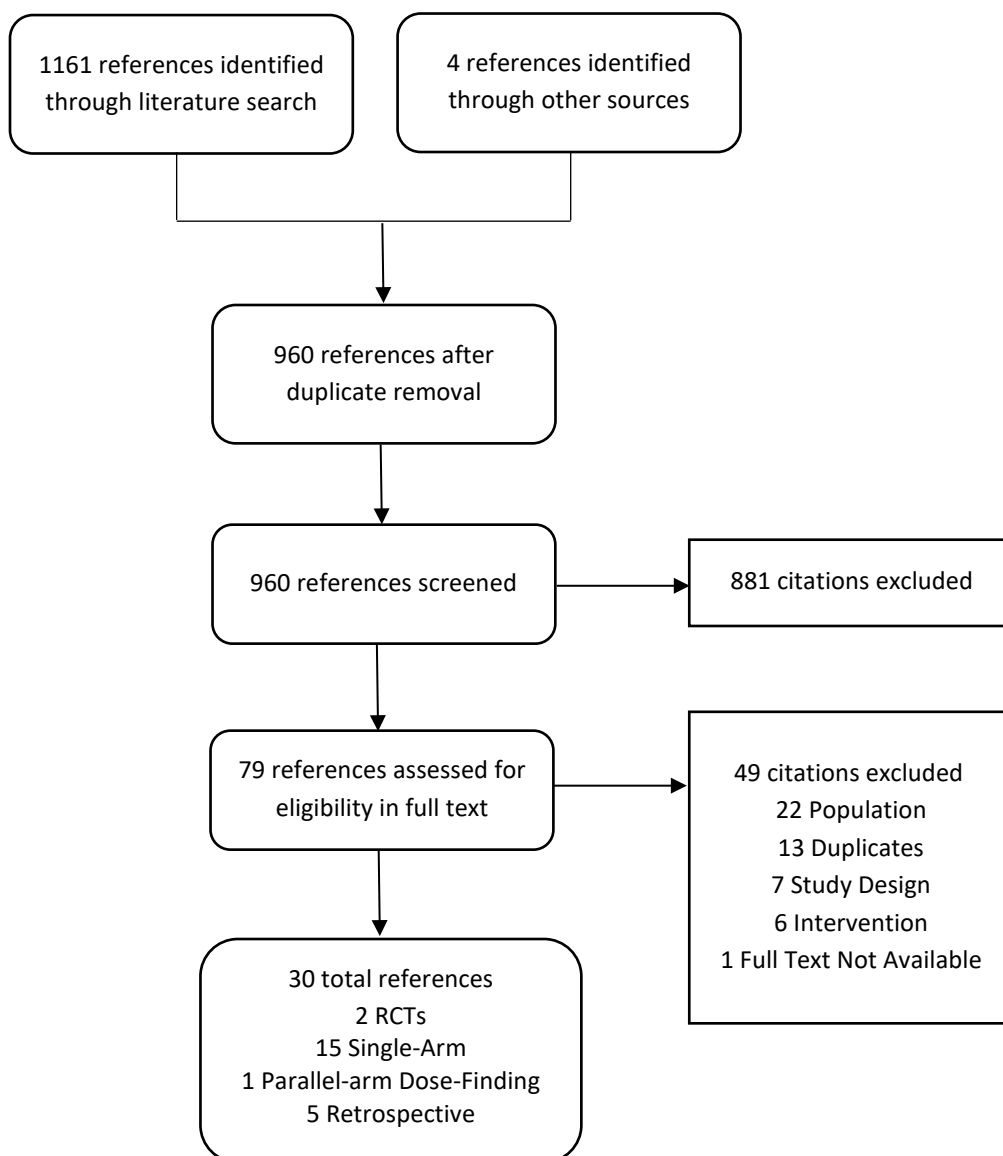 1161 references identified
through literature search
4 references identified
through other sources
960 references after
duplicate removal
960 references screened
881 citations excluded
79 references assessed for
eligibility in full text
49 citations excluded
22 Population
13 Duplicates
7 Study Design
6 Intervention
1 Full Text Not Available
30 total references
2 RCTs
15 Single-Arm
1 Parallel-arm Dose-Finding
5 Retrospective